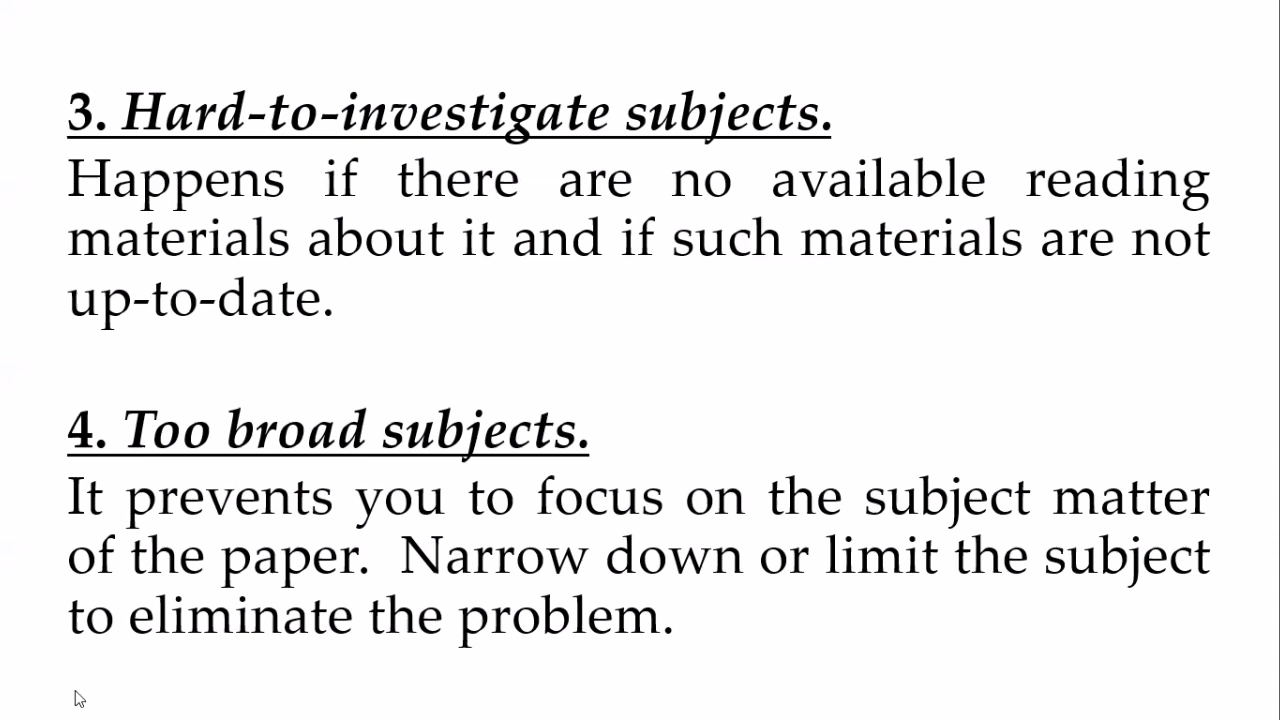 3. Hard-to-investigate subjects.
Happens if there are no available reading
materials about it and if such materials are not
up-to-date.
4. Too broad subjects.
It prevents you to focus on the subject matter
of the paper. Narrow down or limit the subject
to eliminate the problem.